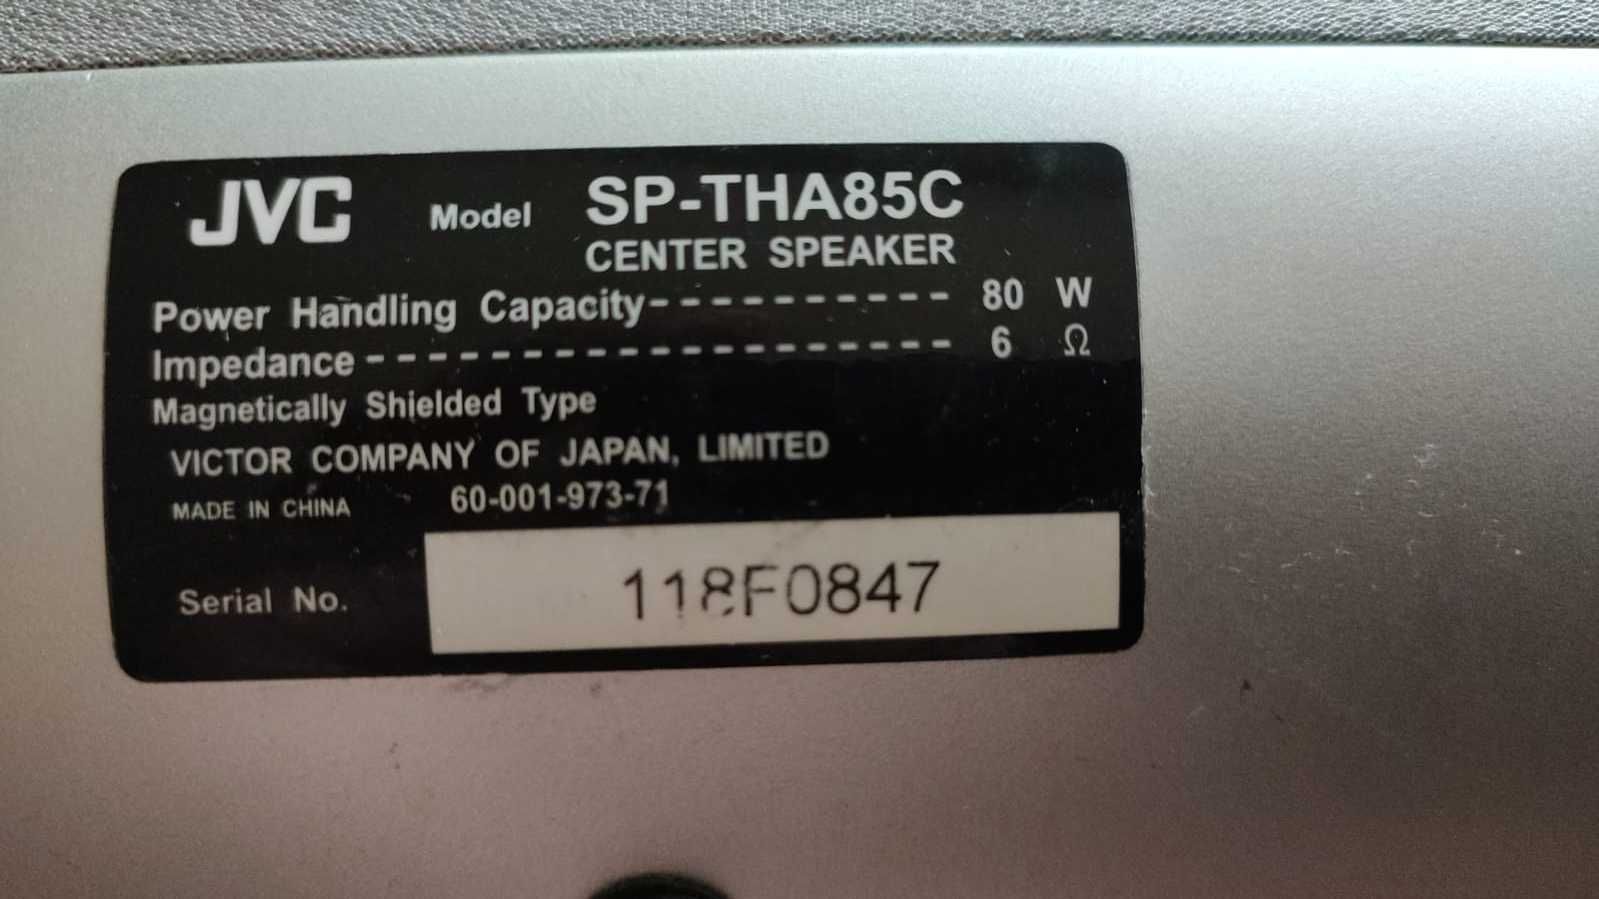 JVC Model SP-THA85C
CENTER SPEAKER
Power Handling Capacity---------- 80 W
Impedance-------------------- 6 Ω
Magnetically Shielded Type
VICTOR COMPANY OF JAPAN, LIMITED
MADE IN CHINA 60-001-973-71
Serial No. 118F0847